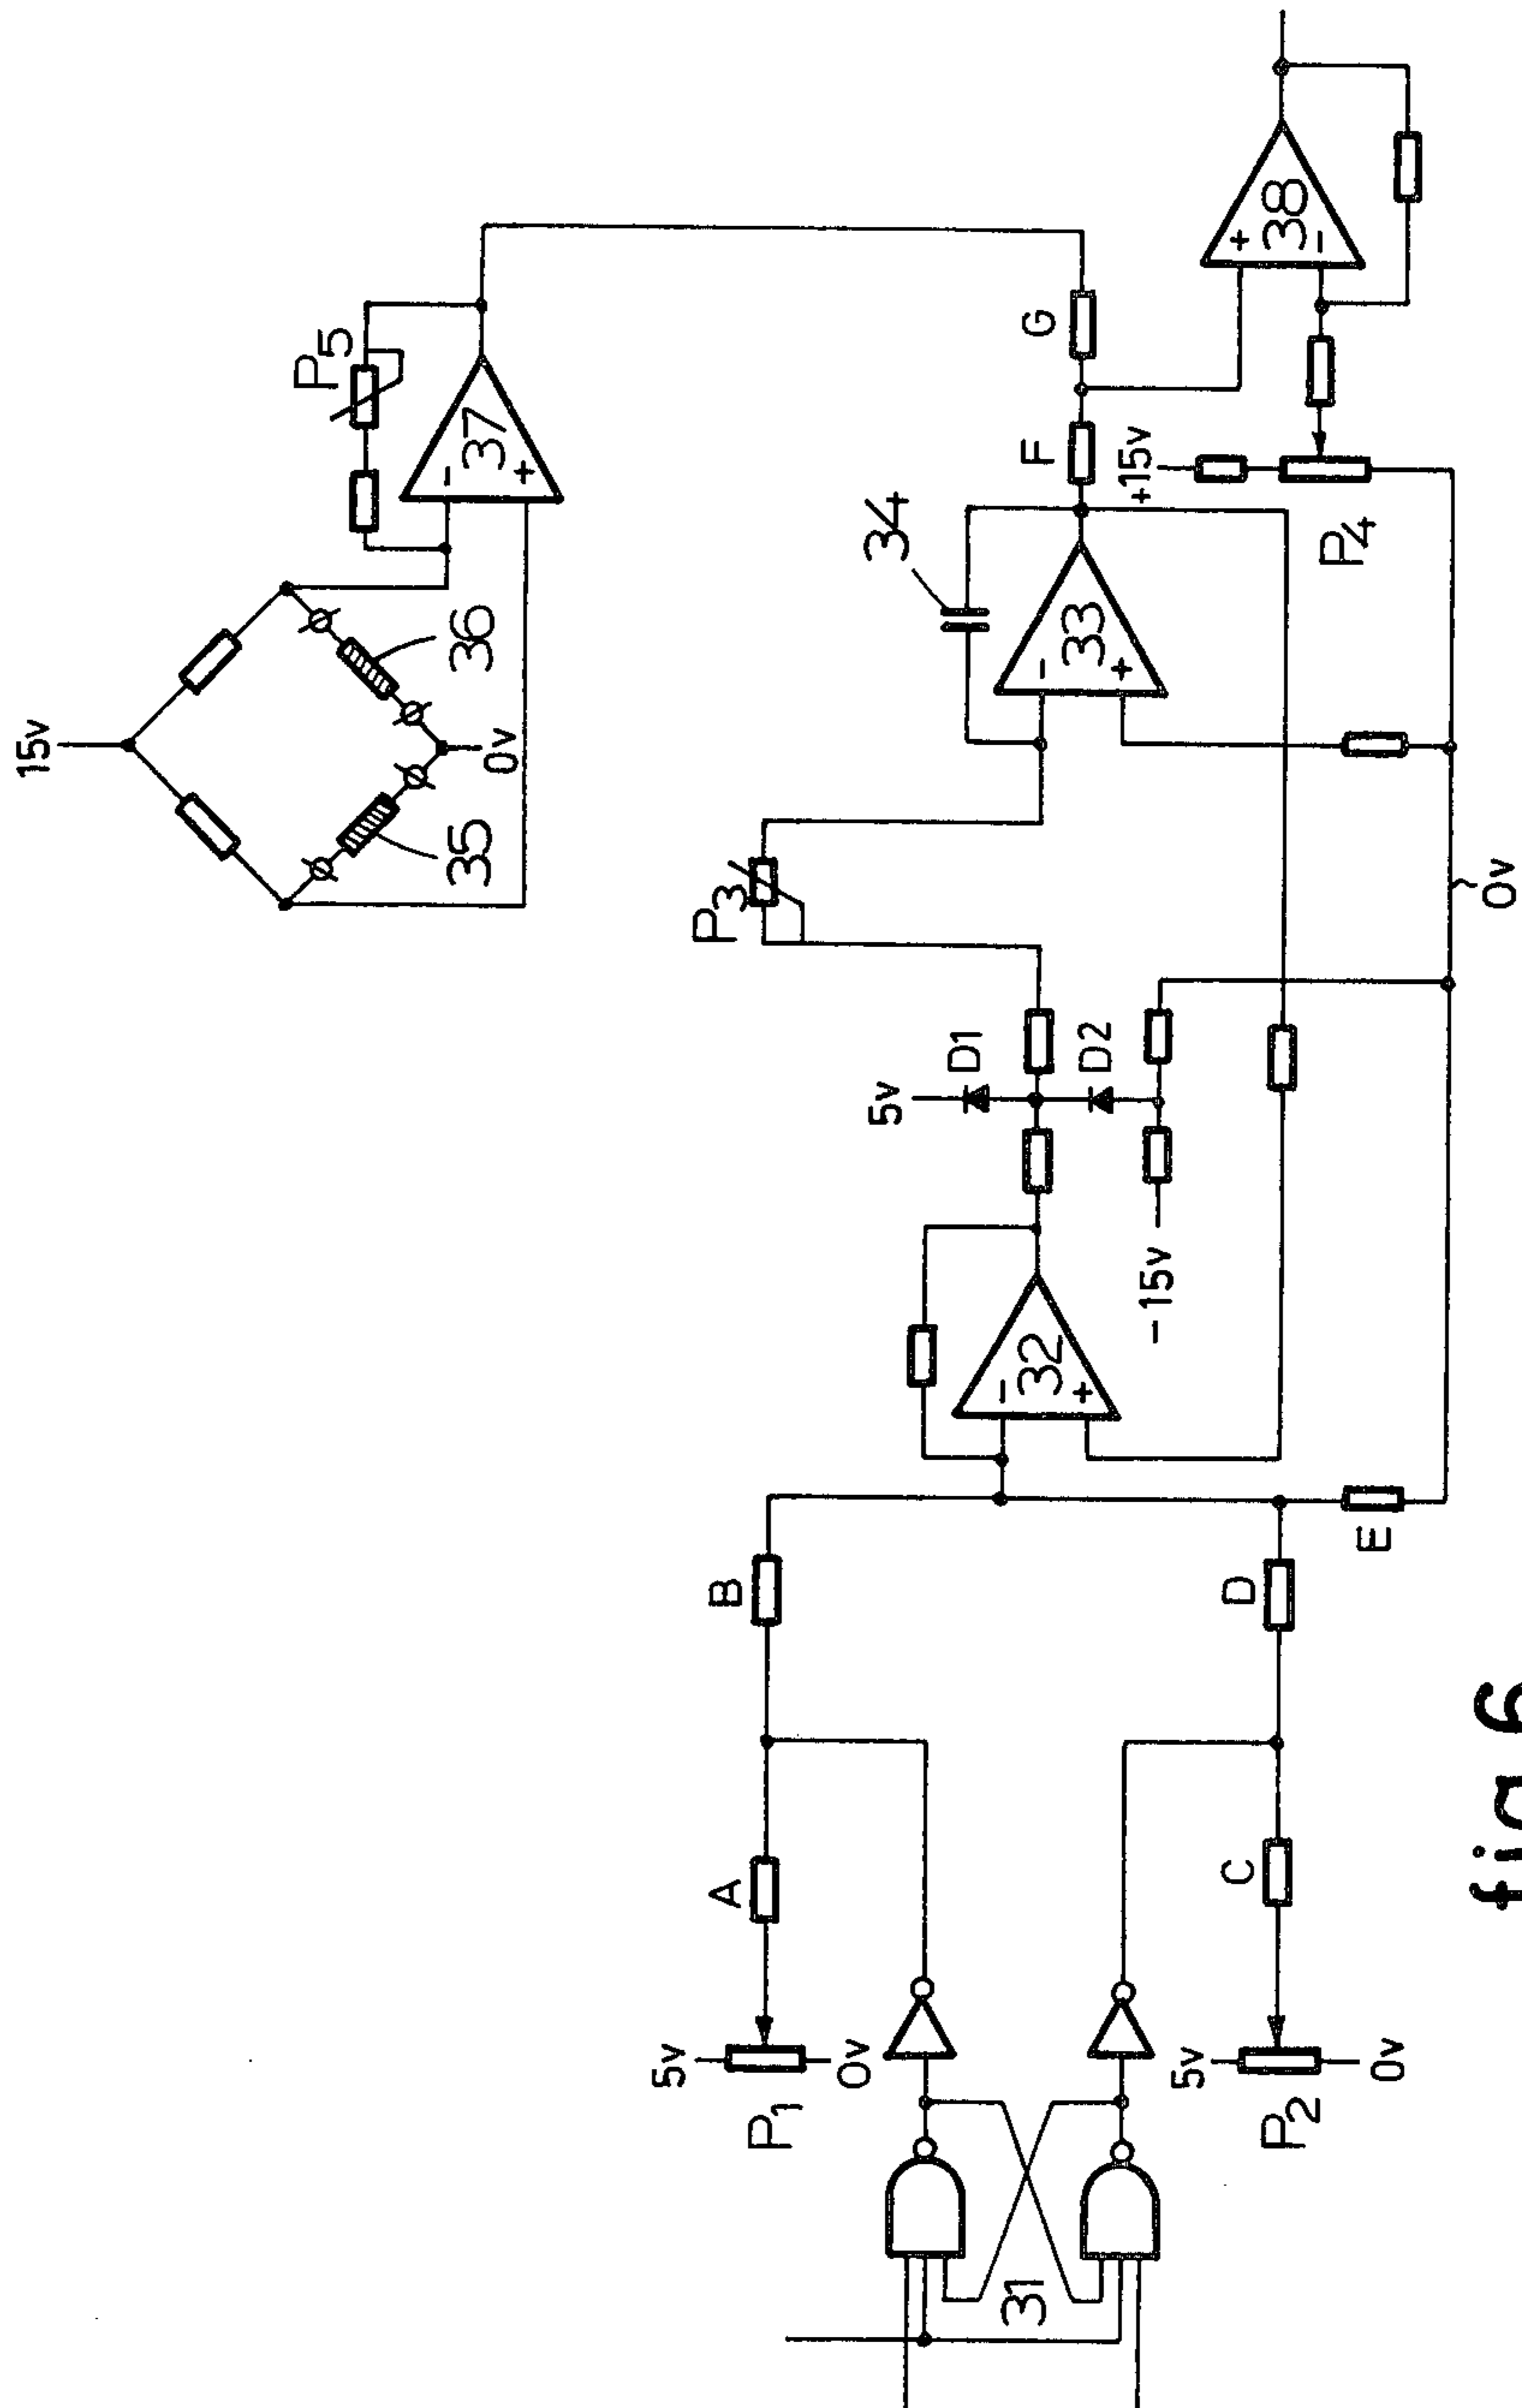 15v
P5
36
35
0v
37
-
+
G
F
34
33
-
+
+15v
P4
38
+
-
P3
D1
D2
5v
-15v
0v
32
-
+
B
D
E
A
C
5v
P1
0v
5v
P2
0v
31
fig.6